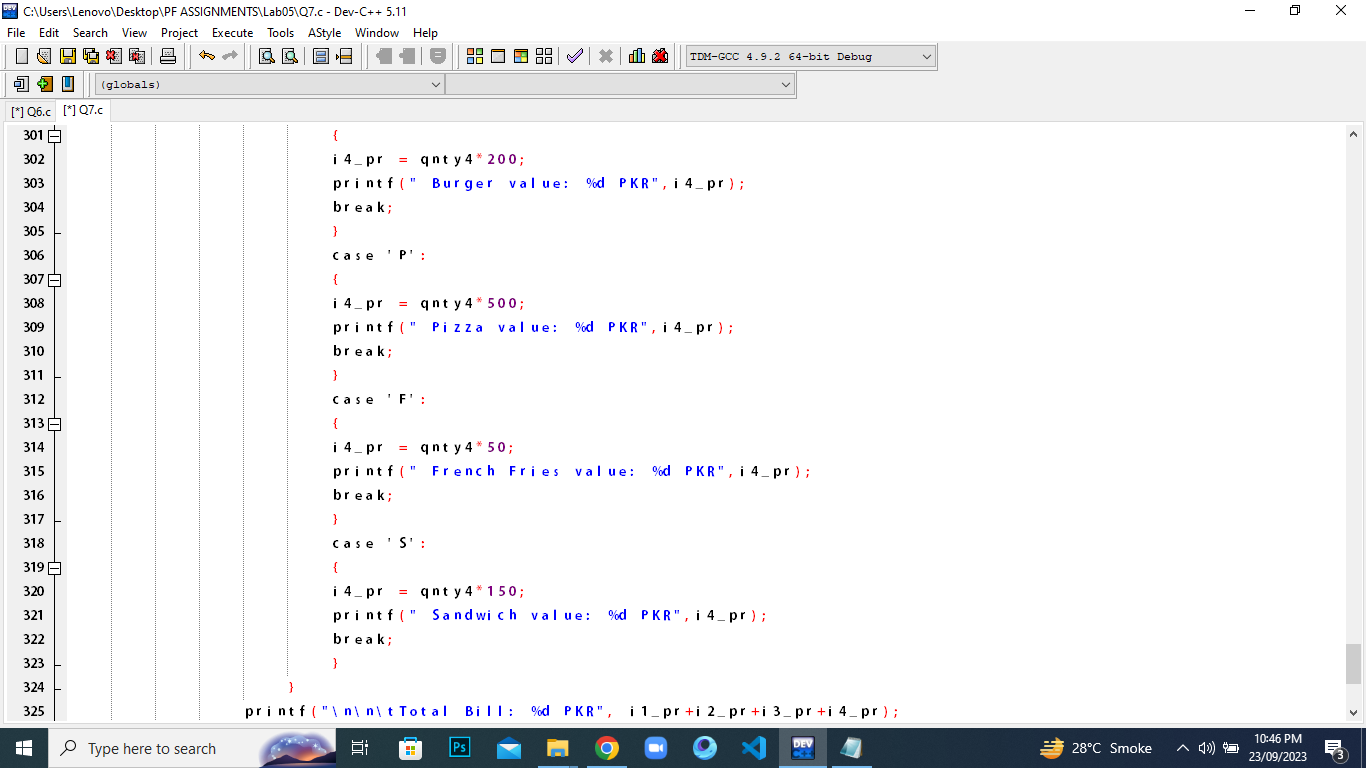 C:\Users\Lenovo\Desktop\PF ASSIGNMENTS\Lab05\Q7.c - Dev-C++ 5.11
File Edit Search View Project Execute Tools AStyle Window Help
TDM-GCC 4.9.2 64-bit Debug
(globals)
[*] Q6.c [*] Q7.c
301 {
302 i4_pr = qnty4*200;
303 printf(" Burger value: %d PKR",i4_pr);
304 break;
305 }
306 case 'P':
307 {
308 i4_pr = qnty4*500;
309 printf(" Pizza value: %d PKR",i4_pr);
310 break;
311 }
312 case 'F':
313 {
314 i4_pr = qnty4*50;
315 printf(" French Fries value: %d PKR",i4_pr);
316 break;
317 }
318 case 'S':
319 {
320 i4_pr = qnty4*150;
321 printf(" Sandwich value: %d PKR",i4_pr);
322 break;
323 }
324 }
325 printf("\n\n\tTotal Bill: %d PKR", i1_pr+i2_pr+i3_pr+i4_pr);
Type here to search
Ps
DEV
28°C Smoke
10:46 PM
23/09/2023
3